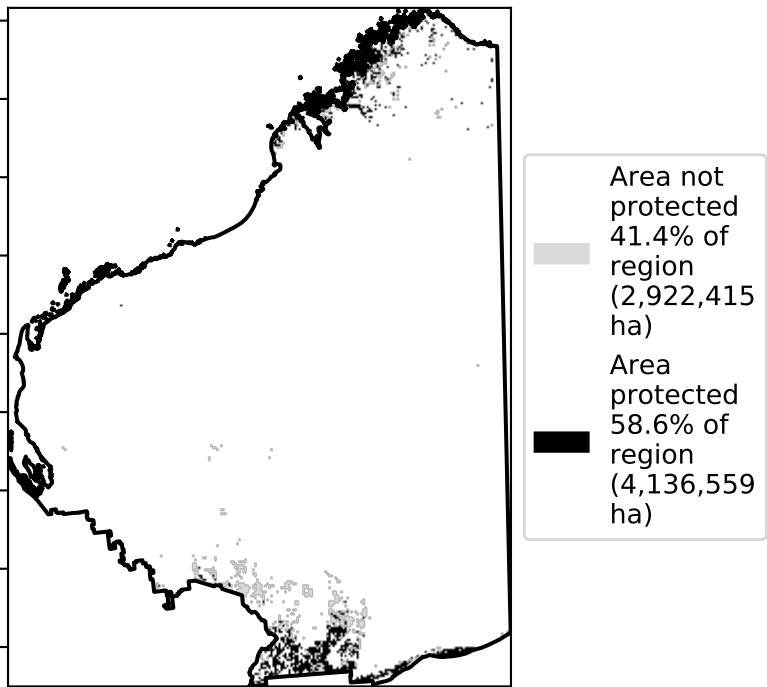 Area not
protected
41.4% of
region
(2,922,415
ha)
Area
protected
58.6% of
region
(4,136,559
ha)